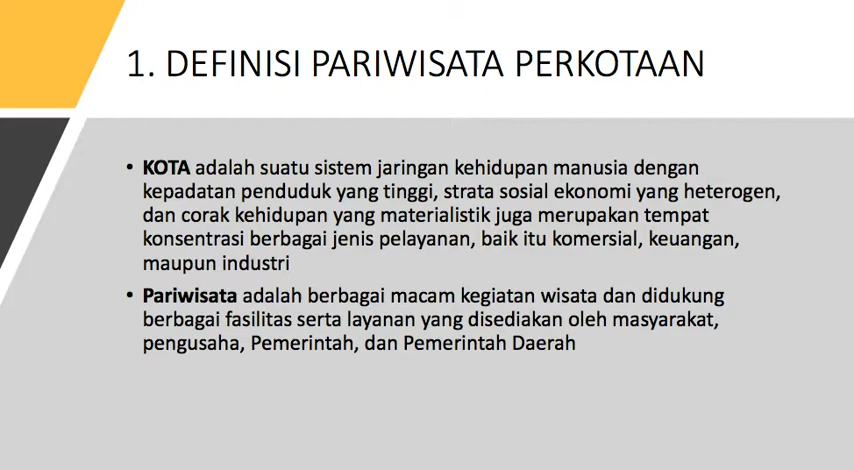 1. DEFINISI PARIWISATA PERKOTAAN
• KOTA adalah suatu sistem jaringan kehidupan manusia dengan
kepadatan penduduk yang tinggi, strata sosial ekonomi yang heterogen,
dan corak kehidupan yang materialistik juga merupakan tempat
konsentrasi berbagai jenis pelayanan, baik itu komersial, keuangan,
maupun industri
• Pariwisata adalah berbagai macam kegiatan wisata dan didukung
berbagai fasilitas serta layanan yang disediakan oleh masyarakat,
pengusaha, Pemerintah, dan Pemerintah Daerah